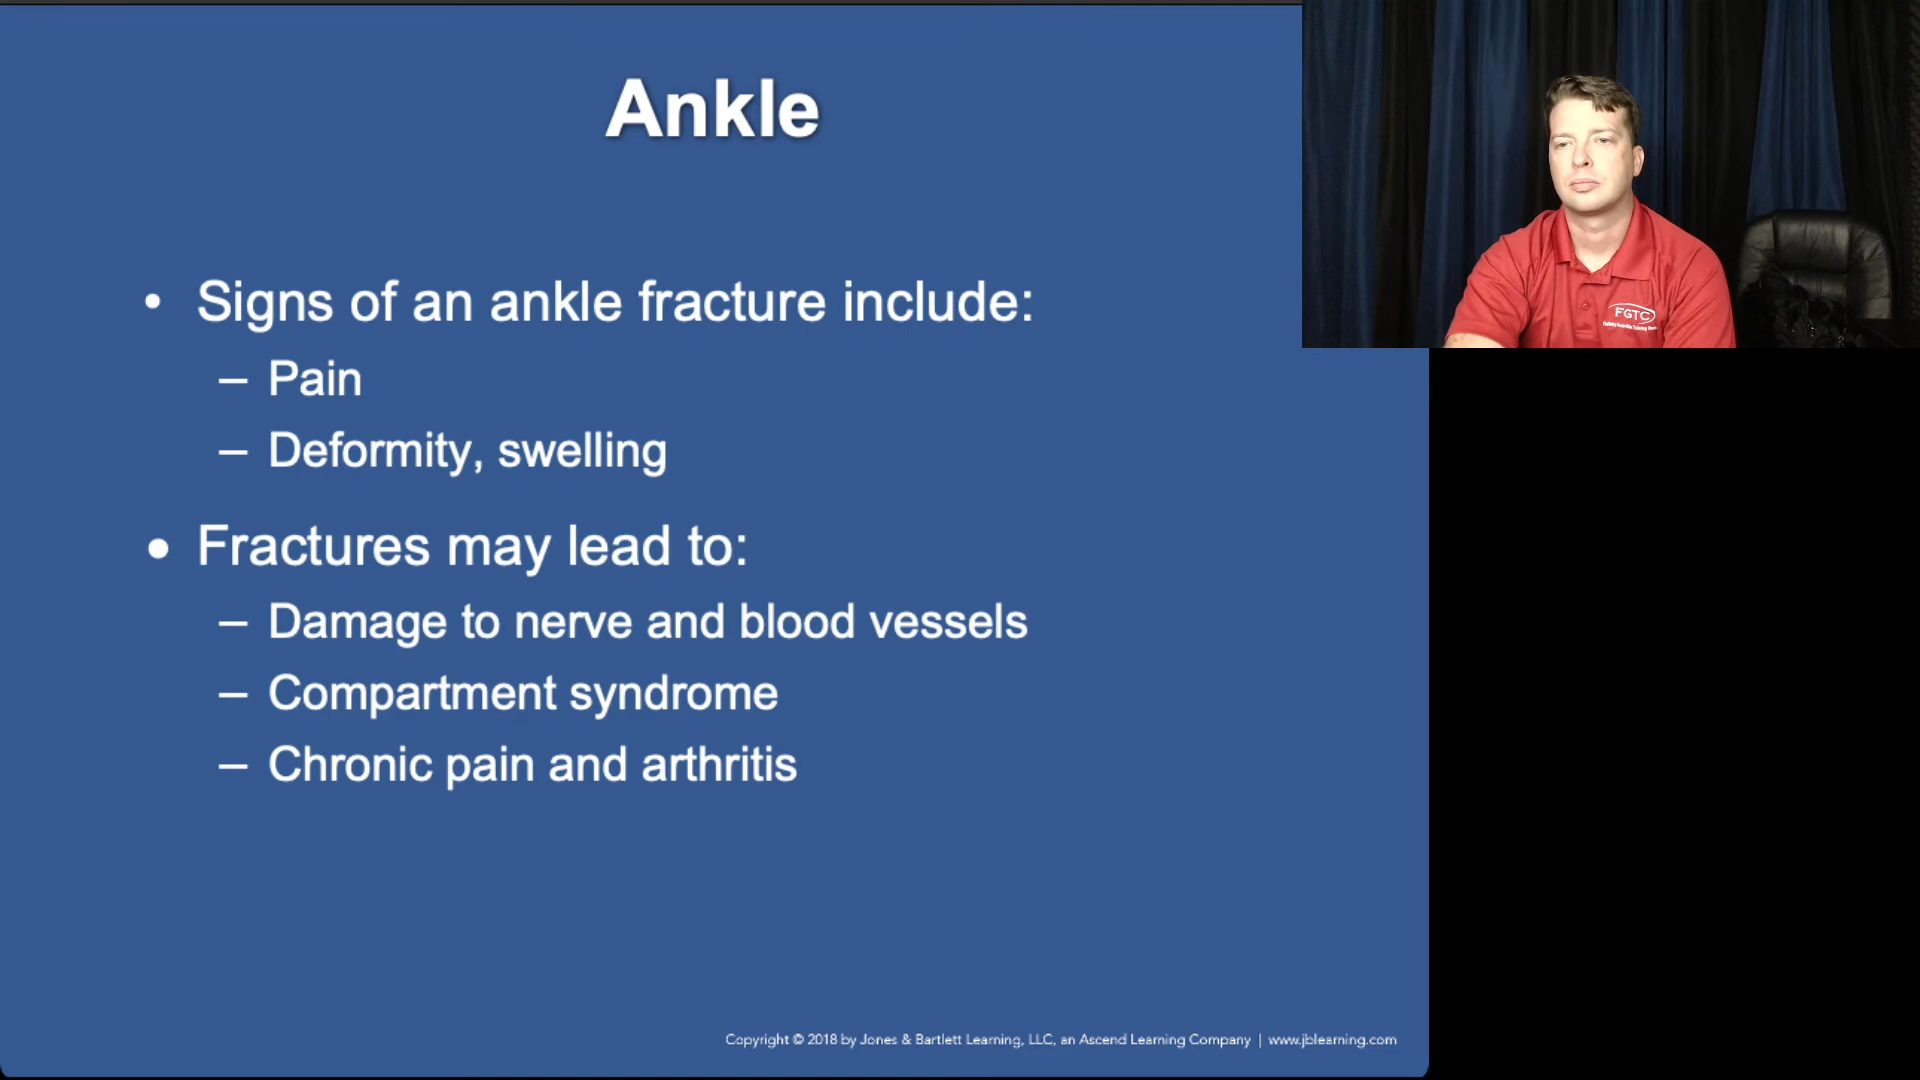 Ankle
• Signs of an ankle fracture include:
– Pain
– Deformity, swelling
• Fractures may lead to:
– Damage to nerve and blood vessels
– Compartment syndrome
– Chronic pain and arthritis
Copyright © 2018 by Jones & Bartlett Learning, LLC, an Ascend Learning Company | www.jblearning.com
FGTC